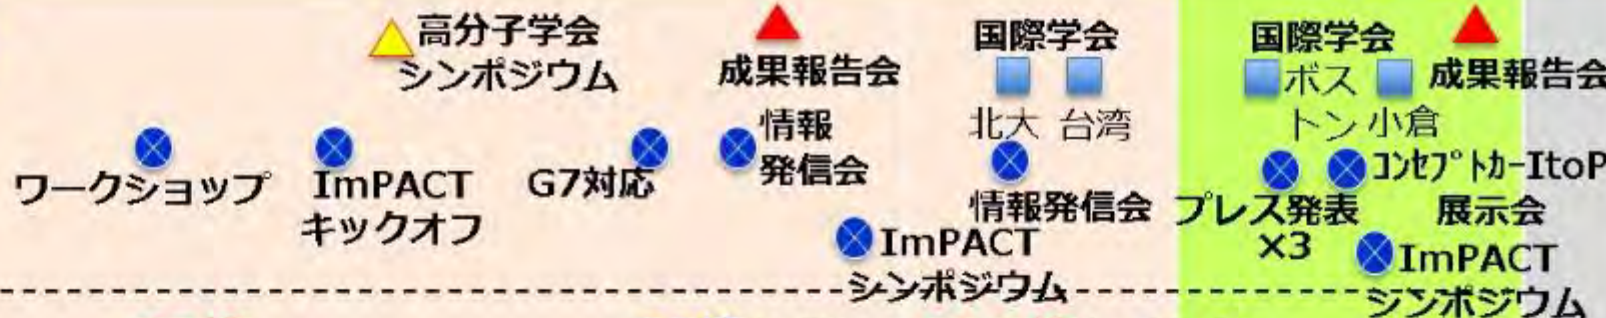 高分子学会
シンポジウム
成果報告会
国際学会
北大 台湾
国際学会
ボス
トン 小倉
成果報告会
ワークショップ
ImPACT
キックオフ
G7対応
情報
発信会
情報発信会
ImPACT
シンポジウム
プレス発表
×3
ｺﾝｾﾌﾟﾄｶｰItoP
展示会
ImPACT
シンポジウム